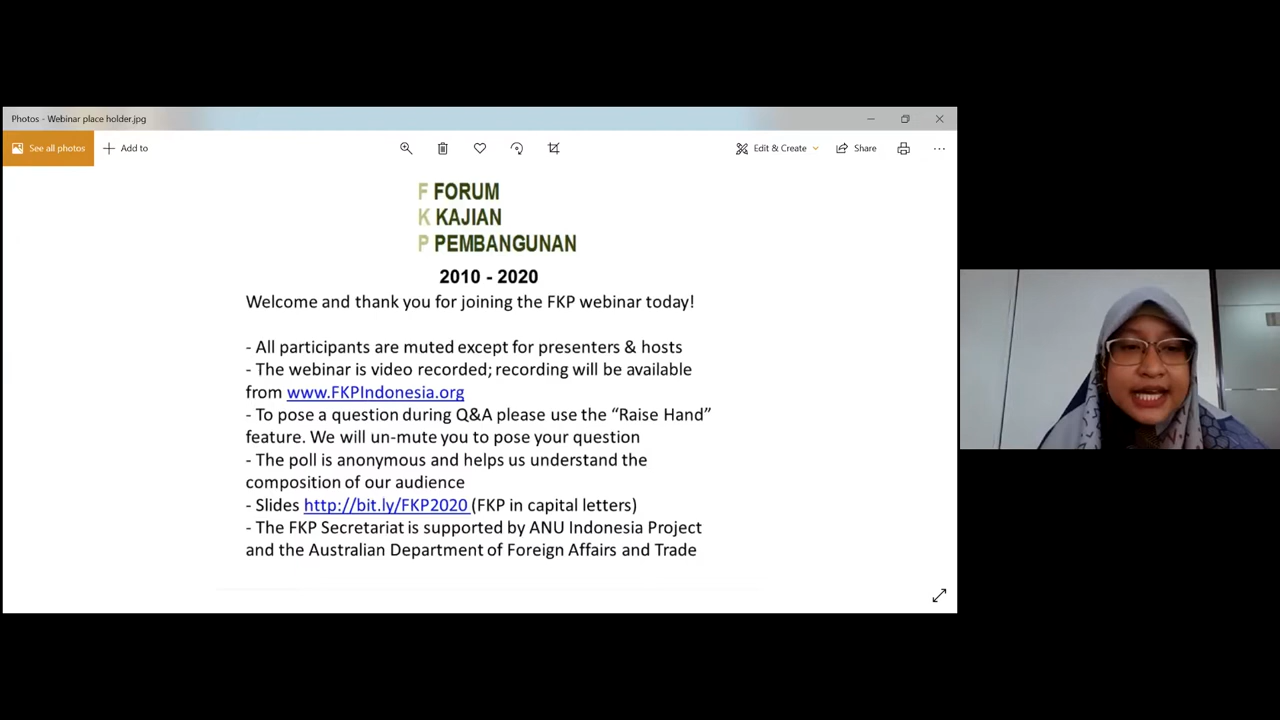 Photos - Webinar place holder.jpg
See all photos
Add to
Edit & Create
Share
F FORUM
K KAJIAN
P PEMBANGUNAN
2010 - 2020
Welcome and thank you for joining the FKP webinar today!
- All participants are muted except for presenters & hosts
- The webinar is video recorded; recording will be available
from www.FKPIndonesia.org
- To pose a question during Q&A please use the “Raise Hand”
feature. We will un-mute you to pose your question
- The poll is anonymous and helps us understand the
composition of our audience
- Slides http://bit.ly/FKP2020 (FKP in capital letters)
- The FKP Secretariat is supported by ANU Indonesia Project
and the Australian Department of Foreign Affairs and Trade